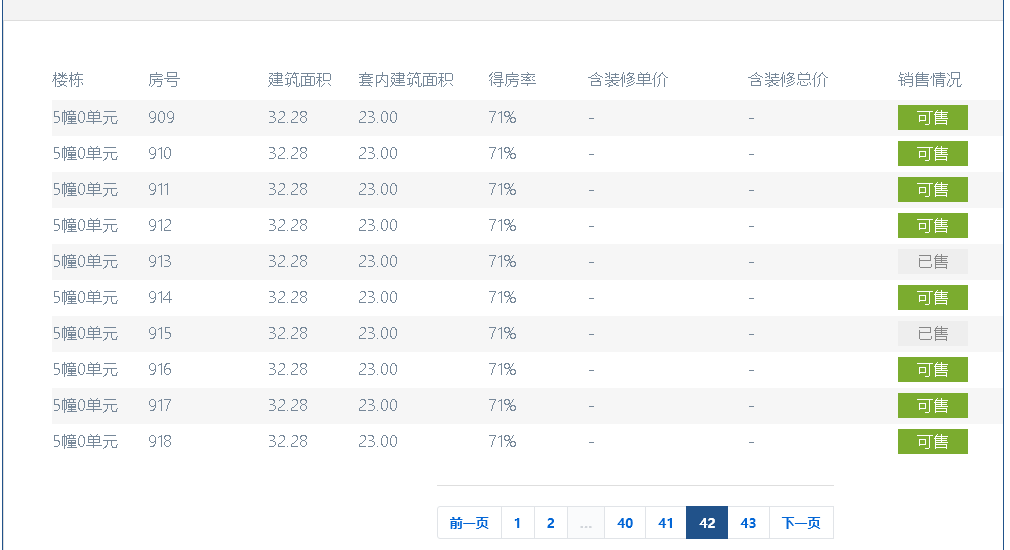 楼栋 房号 建筑面积 套内建筑面积 得房率 含装修单价 含装修总价 销售情况
5幢0单元 909 32.28 23.00 71% - - 可售
5幢0单元 910 32.28 23.00 71% - - 可售
5幢0单元 911 32.28 23.00 71% - - 可售
5幢0单元 912 32.28 23.00 71% - - 可售
5幢0单元 913 32.28 23.00 71% - - 已售
5幢0单元 914 32.28 23.00 71% - - 可售
5幢0单元 915 32.28 23.00 71% - - 已售
5幢0单元 916 32.28 23.00 71% - - 可售
5幢0单元 917 32.28 23.00 71% - - 可售
5幢0单元 918 32.28 23.00 71% - - 可售
前一页 1 2 ... 40 41 42 43 下一页